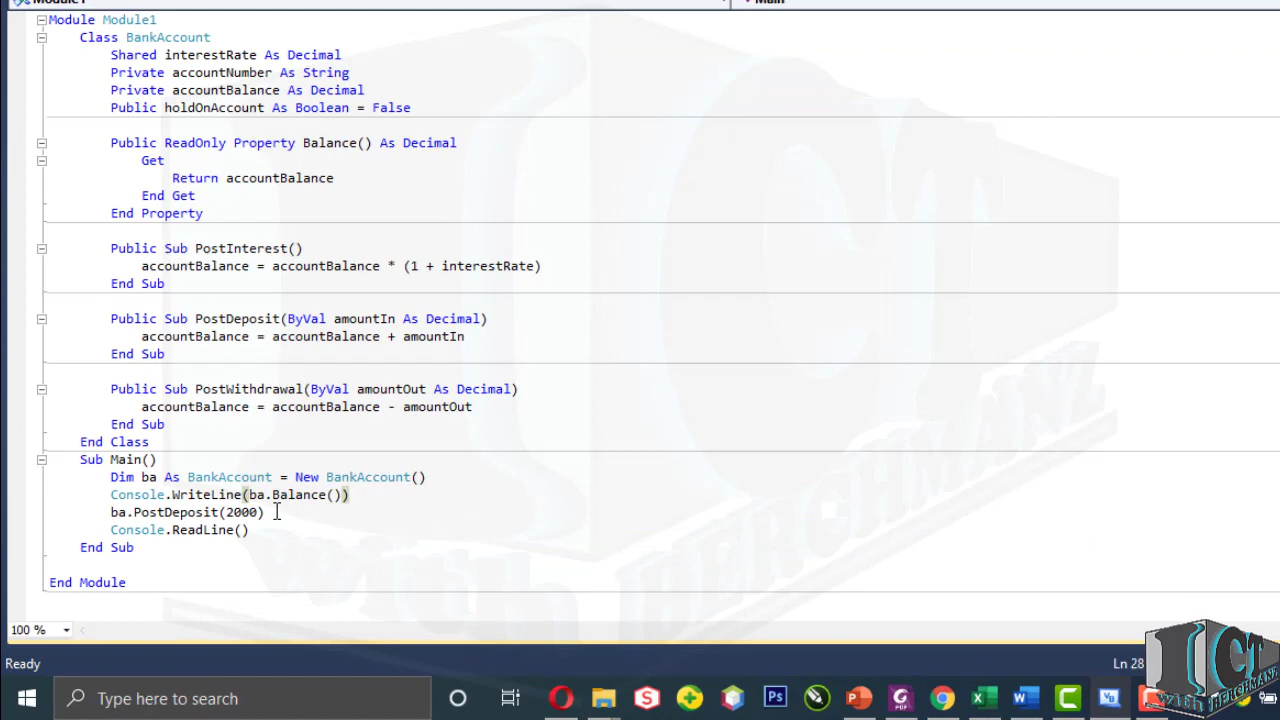 Module1
Main
Module Module1
Class BankAccount
Shared interestRate As Decimal
Private accountNumber As String
Private accountBalance As Decimal
Public holdOnAccount As Boolean = False
Public ReadOnly Property Balance() As Decimal
Get
Return accountBalance
End Get
End Property
Public Sub PostInterest()
accountBalance = accountBalance * (1 + interestRate)
End Sub
Public Sub PostDeposit(ByVal amountIn As Decimal)
accountBalance = accountBalance + amountIn
End Sub
Public Sub PostWithdrawal(ByVal amountOut As Decimal)
accountBalance = accountBalance - amountOut
End Sub
End Class
Sub Main()
Dim ba As BankAccount = New BankAccount()
Console.WriteLine(ba.Balance())
ba.PostDeposit(2000)
Console.ReadLine()
End Sub
End Module
100 %
Ready
Ln 28
Type here to search
ICT
with BERCHMANZ